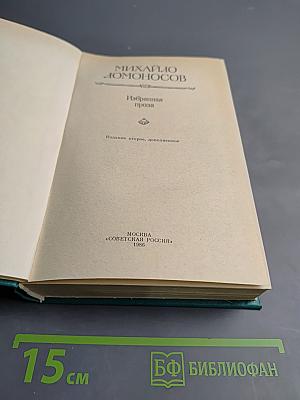 МИХАЙЛО
ЛОМОНОСОВ
Избранная
проза
Издание второе, дополненное
МОСКВА
«СОВЕТСКАЯ РОССИЯ»
1986
15 см
БФ БИБЛИОФАН